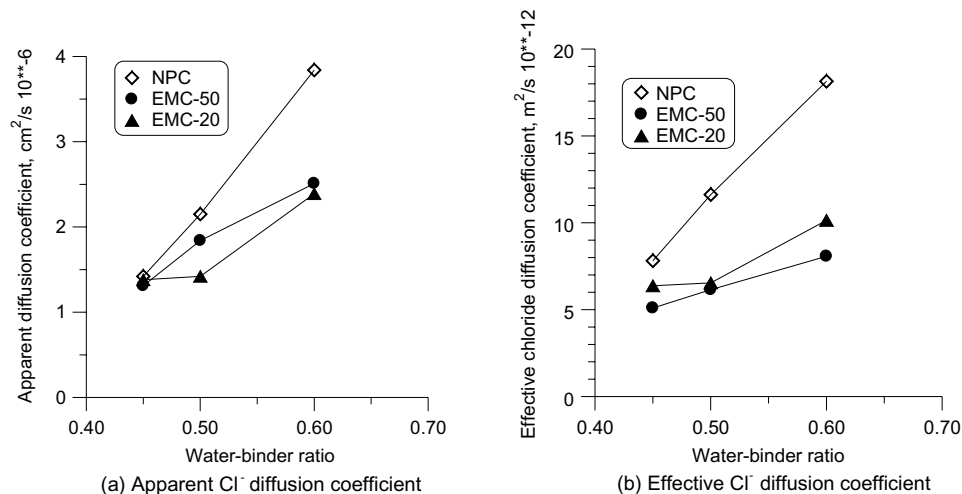 Apparent diffusion coefficient, cm²/s 10**-6
4
3
2
1
0
NPC
EMC-50
EMC-20
0.40
0.50
0.60
0.70
Water-binder ratio
(a) Apparent Cl⁻ diffusion coefficient
Effective chloride diffusion coefficient, m²/s 10**-12
20
15
10
5
0
NPC
EMC-50
EMC-20
0.40
0.50
0.60
0.70
Water-binder ratio
(b) Effective Cl⁻ diffusion coefficient